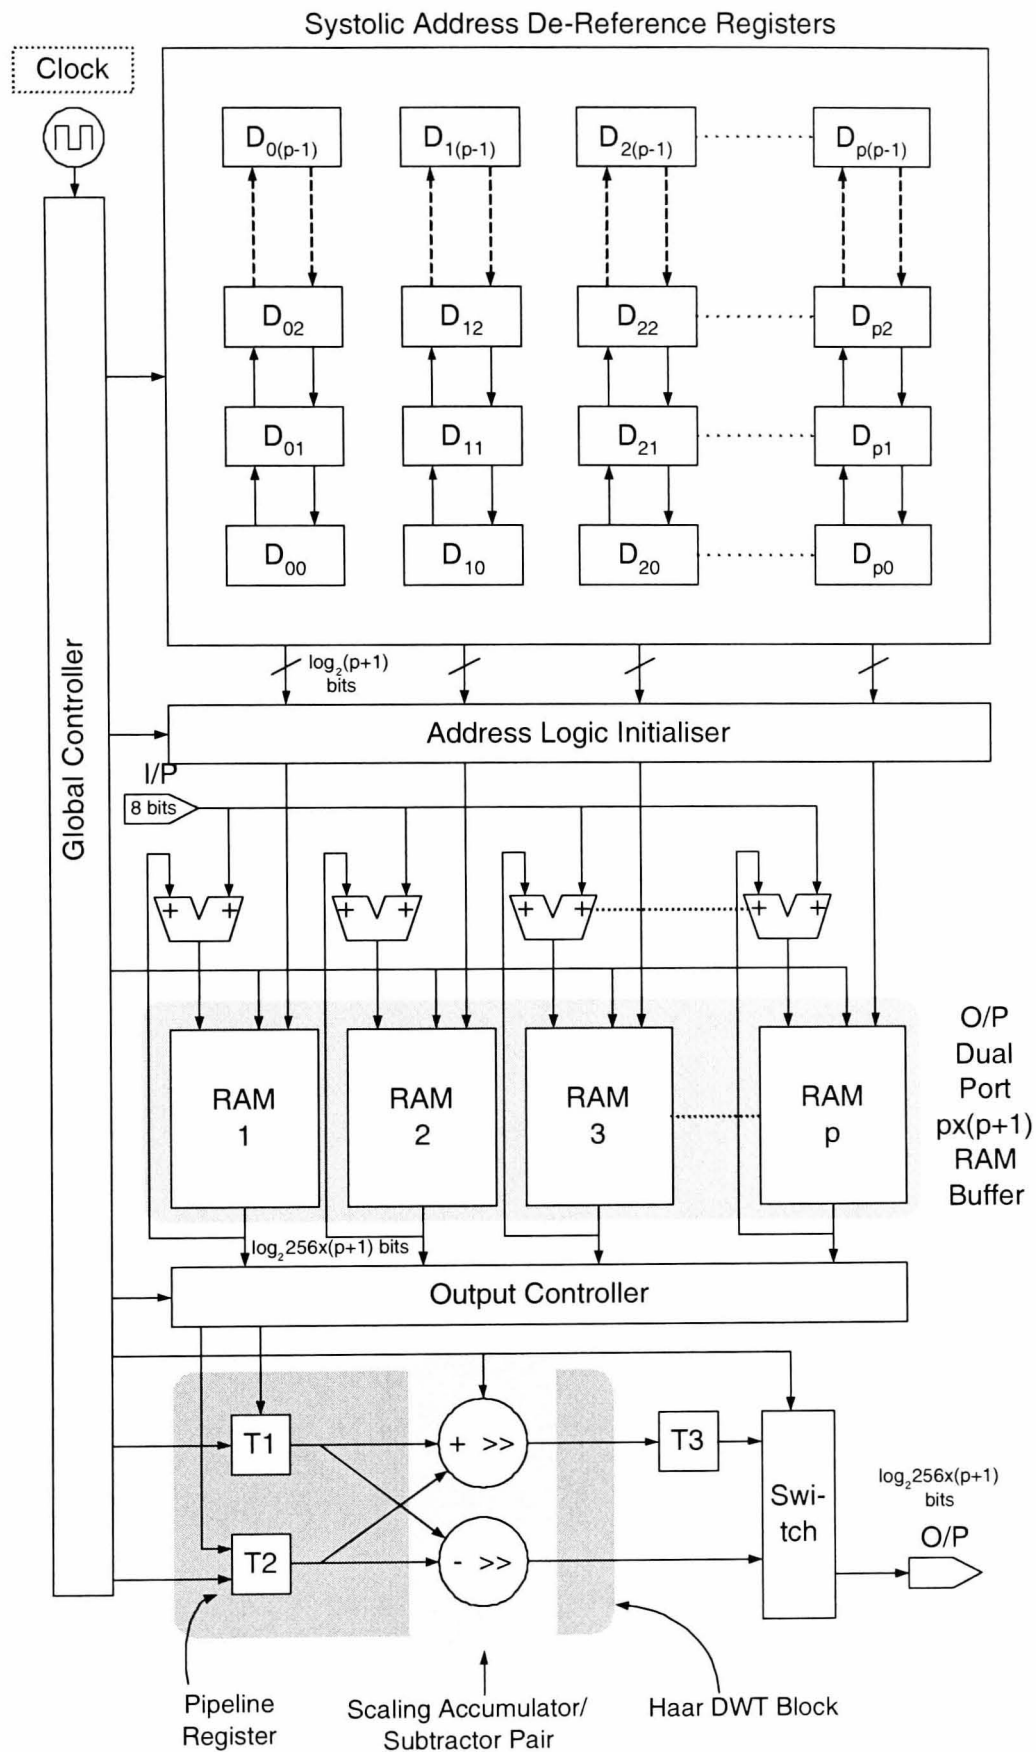 Systolic Address De-Reference Registers
Clock
D0(p-1) D1(p-1) D2(p-1) Dp(p-1)
D02 D12 D22 Dp2
D01 D11 D21 Dp1
D00 D10 D20 Dp0
Global Controller
log2(p+1)
bits
Address Logic Initialiser
I/P
8 bits
+ + + + + + + +
RAM
1
RAM
2
RAM
3
RAM
p
O/P
Dual
Port
px(p+1)
RAM
Buffer
log2256x(p+1) bits
Output Controller
T1
+ >>
T3
Swi-
tch
T2
- >>
log2256x(p+1)
bits
O/P
Pipeline
Register
Scaling Accumulator/
Subtractor Pair
Haar DWT Block